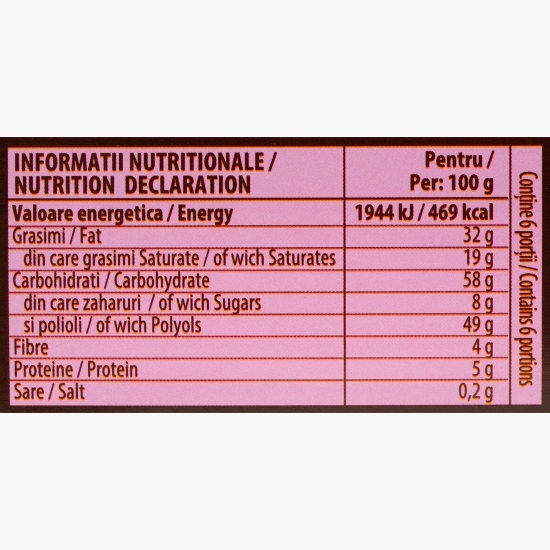 INFORMATII NUTRITIONALE /
NUTRITION DECLARATION
Pentru /
Per: 100 g
Valoare energetica / Energy 1944 kJ / 469 kcal
Grasimi / Fat 32 g
din care grasimi Saturate / of wich Saturates 19 g
Carbohidrati / Carbohydrate 58 g
din care zaharuri / of wich Sugars 8 g
si polioli / of wich Polyols 49 g
Fibre 4 g
Proteine / Protein 5 g
Sare / Salt 0,2 g
Conține 6 porții / Contains 6 portions